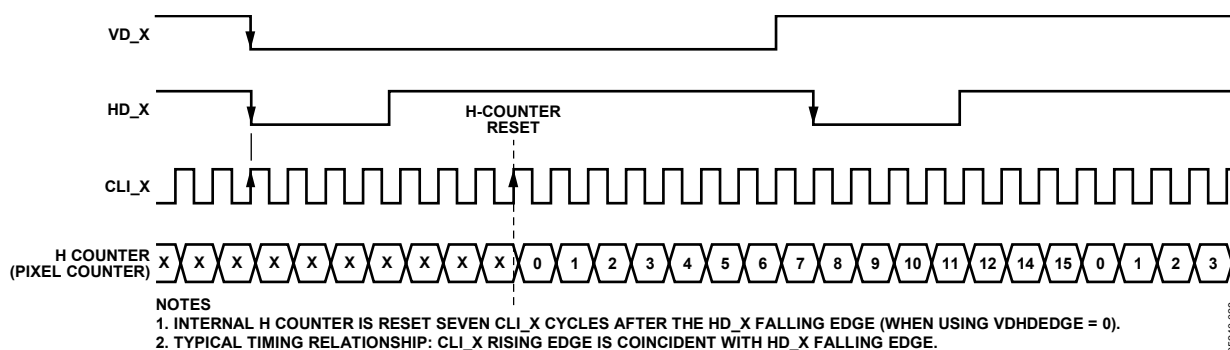 VD_X
HD_X
H-COUNTER
RESET
CLI_X
H COUNTER
(PIXEL COUNTER)
X X X X X X X X X 0 1 2 3 4 5 6 7 8 9 10 11 12 14 15 0 1 2 3
NOTES
1. INTERNAL H COUNTER IS RESET SEVEN CLI_X CYCLES AFTER THE HD_X FALLING EDGE (WHEN USING VDHDEDGE = 0).
2. TYPICAL TIMING RELATIONSHIP: CLI_X RISING EDGE IS COINCIDENT WITH HD_X FALLING EDGE.